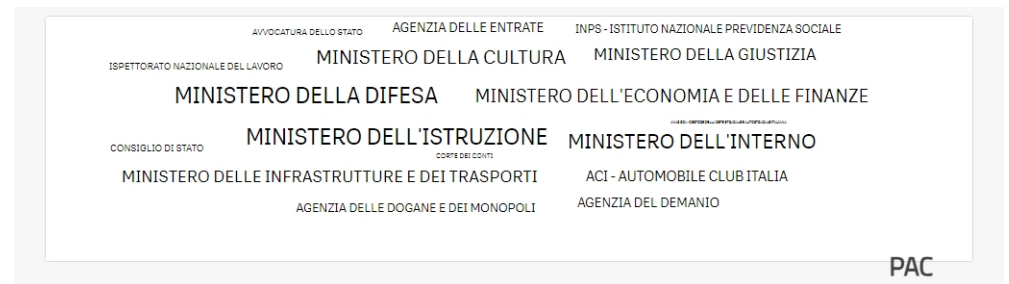 AVVOCATURA DELLO STATO AGENZIA DELLE ENTRATE INPS - ISTITUTO NAZIONALE PREVIDENZA SOCIALE
ISPETTORATO NAZIONALE DEL LAVORO MINISTERO DELLA CULTURA MINISTERO DELLA GIUSTIZIA
MINISTERO DELLA DIFESA MINISTERO DELL'ECONOMIA E DELLE FINANZE
CONSIGLIO DI STATO MINISTERO DELL'ISTRUZIONE MINISTERO DELL'INTERNO
CORTE DEI CONTI
MINISTERO DELLE INFRASTRUTTURE E DEI TRASPORTI ACI - AUTOMOBILE CLUB ITALIA
AGENZIA DELLE DOGANE E DEI MONOPOLI AGENZIA DEL DEMANIO
PAC